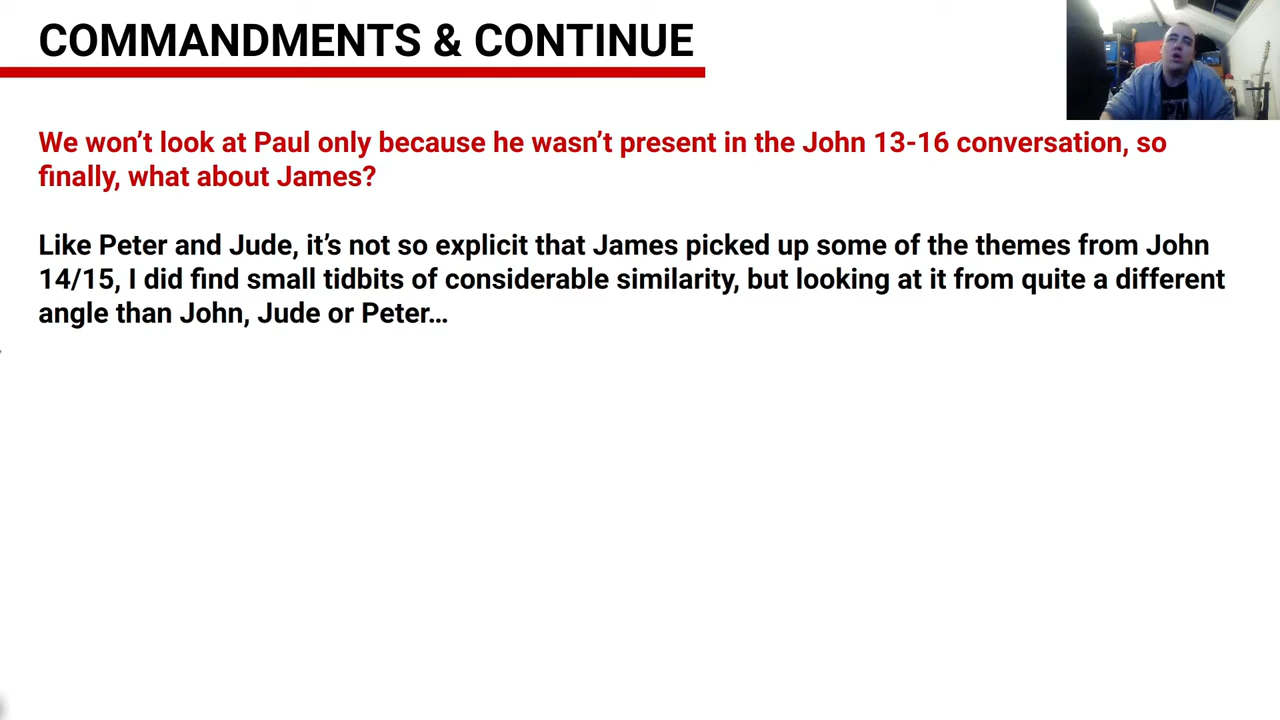 COMMANDMENTS & CONTINUE
We won’t look at Paul only because he wasn’t present in the John 13-16 conversation, so
finally, what about James?
Like Peter and Jude, it’s not so explicit that James picked up some of the themes from John
14/15, I did find small tidbits of considerable similarity, but looking at it from quite a different
angle than John, Jude or Peter…